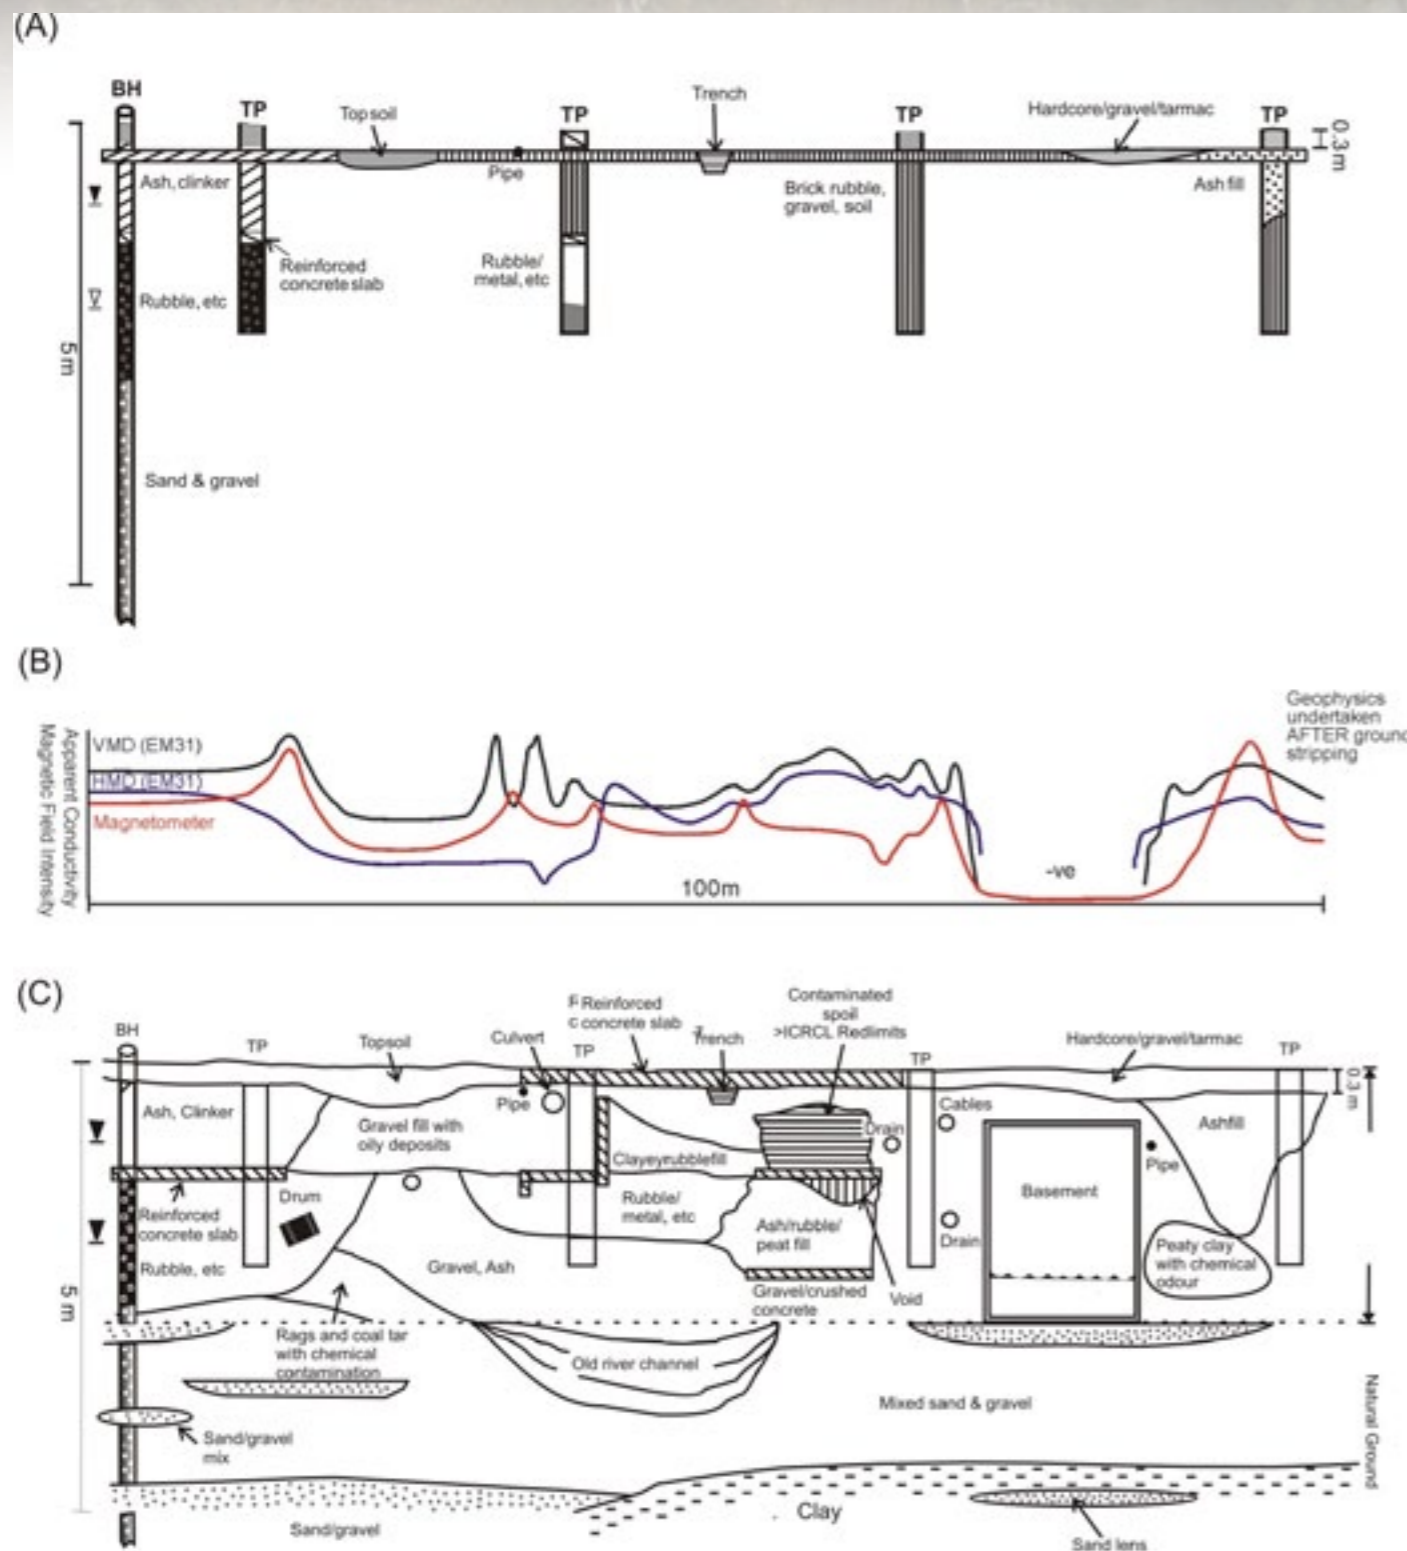 (A)
BH
TP
Topsoil
TP
Trench
TP
Hardcore/gravel/tarmac
TP
0.3 m
Ash, clinker
Pipe
Brick rubble,
gravel, soil
Ash fill
Reinforced
concrete slab
Rubble/
metal, etc
Rubble, etc
5 m
Sand & gravel
(B)
Geophysics
undertaken
AFTER ground
stripping
Apparent Conductivity
Magnetic Field Intensity
VMD (EM31)
HMD (EM31)
Magnetometer
-ve
100m
(C)
BH
TP
Topsoil
Culvert
F Reinforced
c concrete slab
TP
Trench
Contaminated
spoil
>ICRCL Redlimits
TP
Hardcore/gravel/tarmac
TP
0.3 m
Ash, Clinker
Gravel fill with
oily deposits
Pipe
Clayeyrubblefill
Drain
Cables
Pipe
Ashfill
Reinforced
concrete slab
Drum
Rubble/
metal, etc
Ash/rubble/
peat fill
Basement
Drain
Peaty clay
with chemical
odour
Rubble, etc
Gravel, Ash
Gravel/crushed
concrete
Void
5 m
Rags and coal tar
with chemical
contamination
Old river channel
Mixed sand & gravel
Natural Ground
Sand/gravel
mix
Sand/gravel
Clay
Sand lens